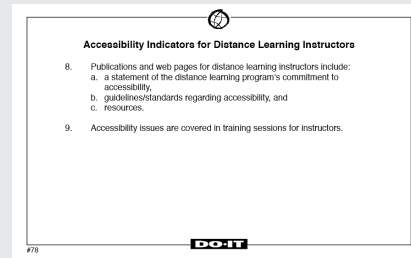 Accessibility Indicators for Distance Learning Instructors
8. Publications and web pages for distance learning instructors include:
a. a statement of the distance learning program's commitment to
accessibility,
b. guidelines/standards regarding accessibility, and
c. resources.
9. Accessibility issues are covered in training sessions for instructors.
DO-IT
#78